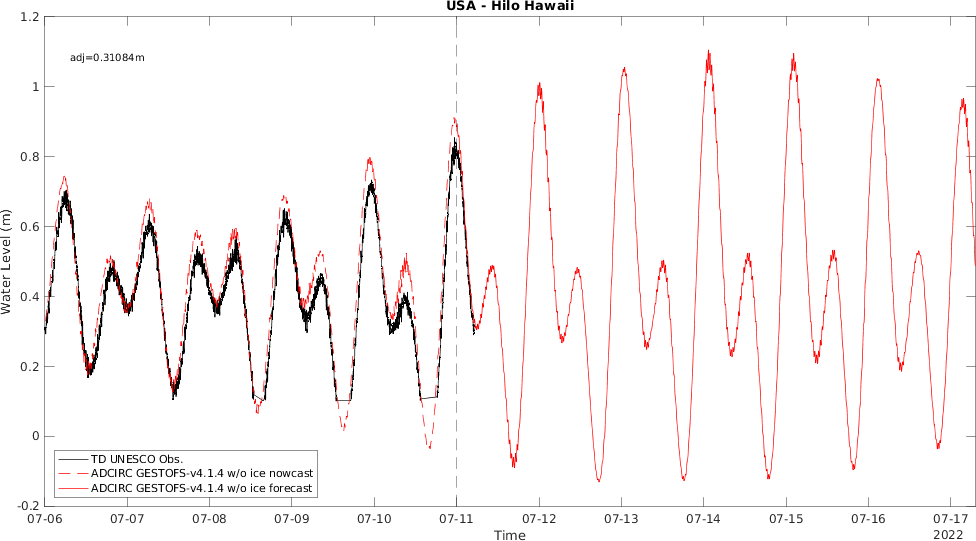 USA - Hilo Hawaii
adj=0.31084m
1.2
1
0.8
0.6
0.4
0.2
0
-0.2
Water Level (m)
TD UNESCO Obs.
ADCIRC GESTOFS-v4.1.4 w/o ice nowcast
ADCIRC GESTOFS-v4.1.4 w/o ice forecast
07-06 07-07 07-08 07-09 07-10 07-11 07-12 07-13 07-14 07-15 07-16 07-17
Time
2022